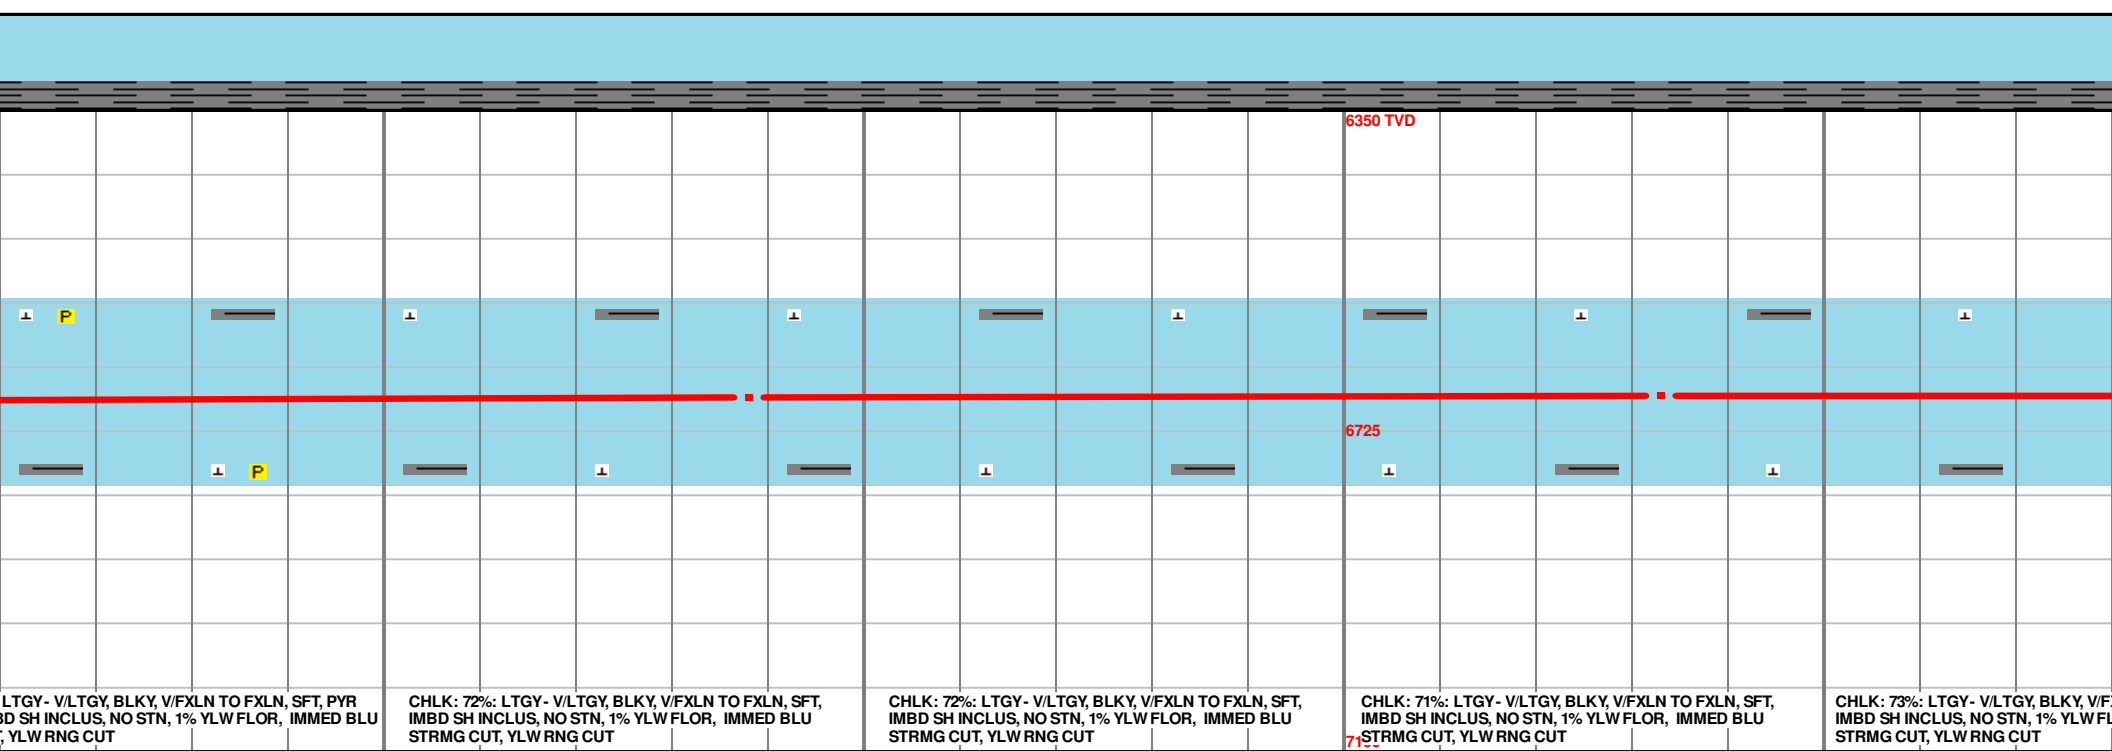 6350 TVD
P
6725
P
LTGY- V/LTGY, BLKY, V/FXLN TO FXLN, SFT, PYR
BD SH INCLUS, NO STN, 1% YLW FLOR, IMMED BLU
, YLW RNG CUT
CHLK: 72%: LTGY- V/LTGY, BLKY, V/FXLN TO FXLN, SFT,
IMBD SH INCLUS, NO STN, 1% YLW FLOR, IMMED BLU
STRMG CUT, YLW RNG CUT
CHLK: 72%: LTGY- V/LTGY, BLKY, V/FXLN TO FXLN, SFT,
IMBD SH INCLUS, NO STN, 1% YLW FLOR, IMMED BLU
STRMG CUT, YLW RNG CUT
CHLK: 71%: LTGY- V/LTGY, BLKY, V/FXLN TO FXLN, SFT,
IMBD SH INCLUS, NO STN, 1% YLW FLOR, IMMED BLU
STRMG CUT, YLW RNG CUT
CHLK: 73%: LTGY- V/LTGY, BLKY, V/F
IMBD SH INCLUS, NO STN, 1% YLW FL
STRMG CUT, YLW RNG CUT